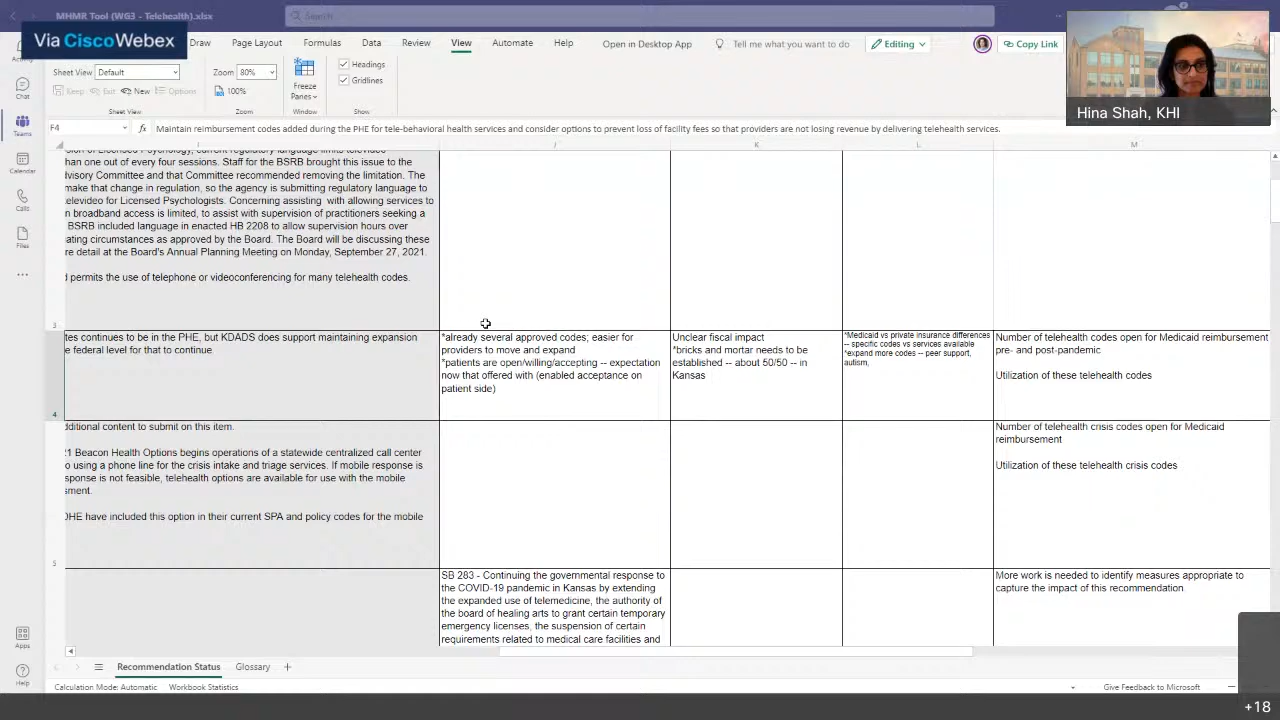 MHMR Tool (WG3 - Telehealth).xlsx
Search
Via Cisco Webex
Draw Page Layout Formulas Data Review View Automate Help Open in Desktop App Tell me what you want to do Editing Copy Link
Sheet View Default Zoom 80% Freeze Panes Headings
Gridlines
Keep Exit New Options 100%
Sheet View Zoom Window Show
Hina Shah, KHI
F4 fx Maintain reimbursement codes added during the PHE for tele-behavioral health services and consider options to prevent loss of facility fees so that providers are not losing revenue by delivering telehealth services.
J K L M
Chat
Teams
Calendar
Calls
Files
Apps
Help
han one out of every four sessions. Staff for the BSRB brought this issue to the
dvisory Committee and that Committee recommended removing the limitation. The
make that change in regulation, so the agency is submitting regulatory language to
elevideo for Licensed Psychologists. Concerning assisting with allowing services to
n broadband access is limited, to assist with supervision of practitioners seeking a
BSRB included language in enacted HB 2208 to allow supervision hours over
ating circumstances as approved by the Board. The Board will be discussing these
re detail at the Board's Annual Planning Meeting on Monday, September 27, 2021.
d permits the use of telephone or videoconferencing for many telehealth codes.
3
tes continues to be in the PHE, but KDADS does support maintaining expansion
e federal level for that to continue.
*already several approved codes; easier for
providers to move and expand
*patients are open/willing/accepting -- expectation
now that offered with (enabled acceptance on
patient side)
Unclear fiscal impact
*bricks and mortar needs to be
established -- about 50/50 -- in
Kansas
*Medicaid vs private insurance differences
-- specific codes vs services available
*expand more codes -- peer support,
autism,
Number of telehealth codes open for Medicaid reimbursement
pre- and post-pandemic
Utilization of these telehealth codes
4
dditional content to submit on this item.
21 Beacon Health Options begins operations of a statewide centralized call center
o using a phone line for the crisis intake and triage services. If mobile response is
sponse is not feasible, telehealth options are available for use with the mobile
sment.
DHE have included this option in their current SPA and policy codes for the mobile
Number of telehealth crisis codes open for Medicaid
reimbursement
Utilization of these telehealth crisis codes
5
SB 283 - Continuing the governmental response to
the COVID-19 pandemic in Kansas by extending
the expanded use of telemedicine, the authority of
the board of healing arts to grant certain temporary
emergency licenses, the suspension of certain
requirements related to medical care facilities and
More work is needed to identify measures appropriate to
capture the impact of this recommendation.
Recommendation Status Glossary
Calculation Mode: Automatic Workbook Statistics Give Feedback to Microsoft
+18